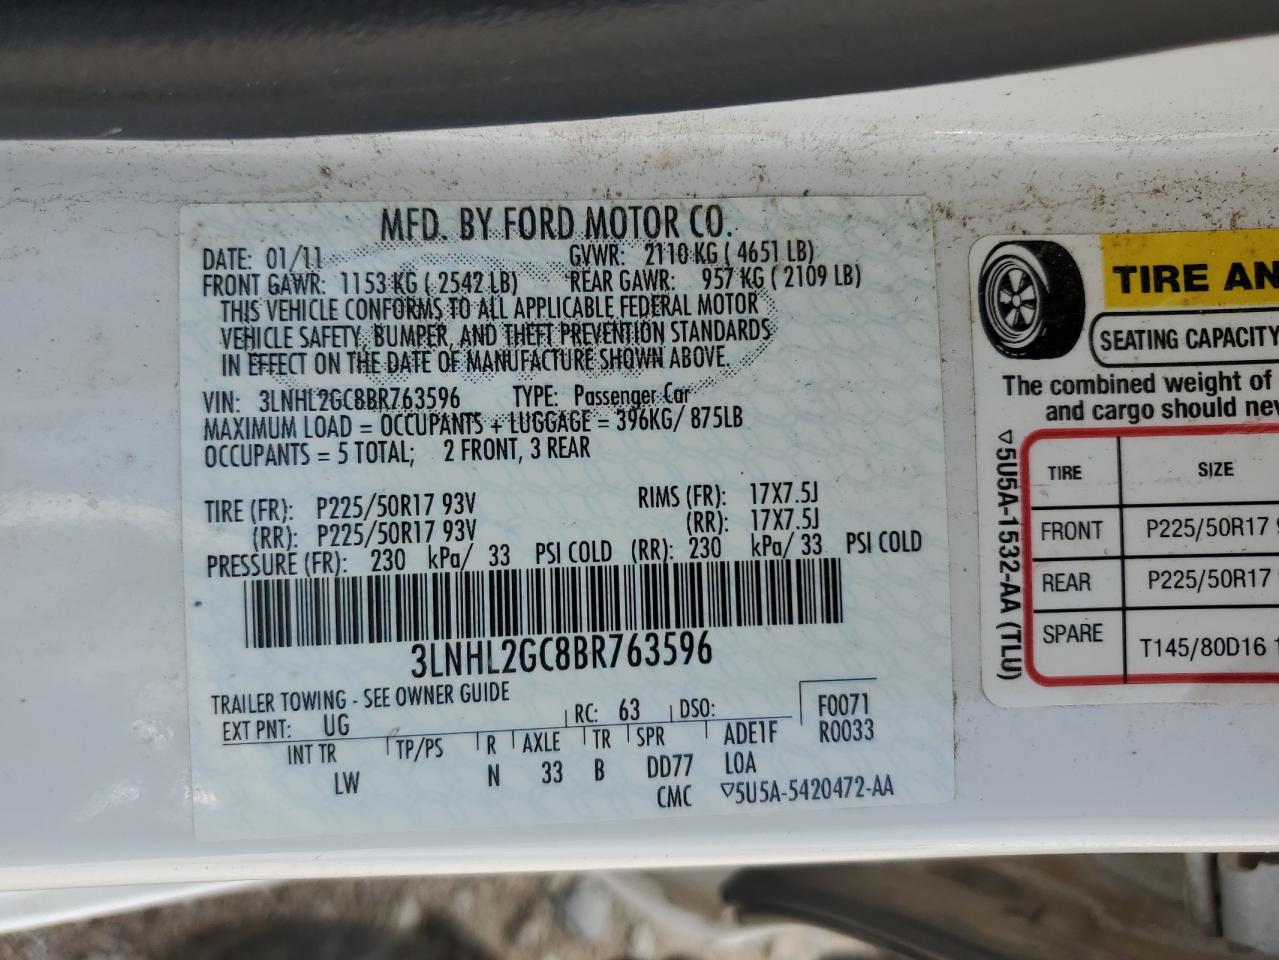 MFD. BY FORD MOTOR CO.
DATE: 01/11 GVWR: 2110 KG ( 4651 LB)
FRONT GAWR: 1153 KG ( 2542 LB) REAR GAWR: 957 KG ( 2109 LB)
THIS VEHICLE CONFORMS TO ALL APPLICABLE FEDERAL MOTOR
VEHICLE SAFETY, BUMPER, AND THEFT PREVENTION STANDARDS
IN EFFECT ON THE DATE OF MANUFACTURE SHOWN ABOVE.
VIN: 3LNHL2GC8BR763596 TYPE: Passenger Car
MAXIMUM LOAD = OCCUPANTS + LUGGAGE = 396KG/ 875LB
OCCUPANTS = 5 TOTAL; 2 FRONT, 3 REAR
TIRE (FR): P225/50R17 93V RIMS (FR): 17X7.5J
(RR): P225/50R17 93V (RR): 17X7.5J
PRESSURE (FR): 230 kPa/ 33 PSI COLD (RR): 230 kPa/ 33 PSI COLD
3LNHL2GC8BR763596
TRAILER TOWING - SEE OWNER GUIDE
EXT PNT: UG RC: 63 DSO: F0071
R0033
INT TR TP/PS R AXLE TR SPR ADE1F
LW N 33 B DD77 LOA
CMC ▽5U5A-5420472-AA
TIRE AN
SEATING CAPACITY
The combined weight of
and cargo should nev
▽5U5A-1532-AA (TLU)
TIRE SIZE
FRONT P225/50R17 9
REAR P225/50R17
SPARE T145/80D16 1